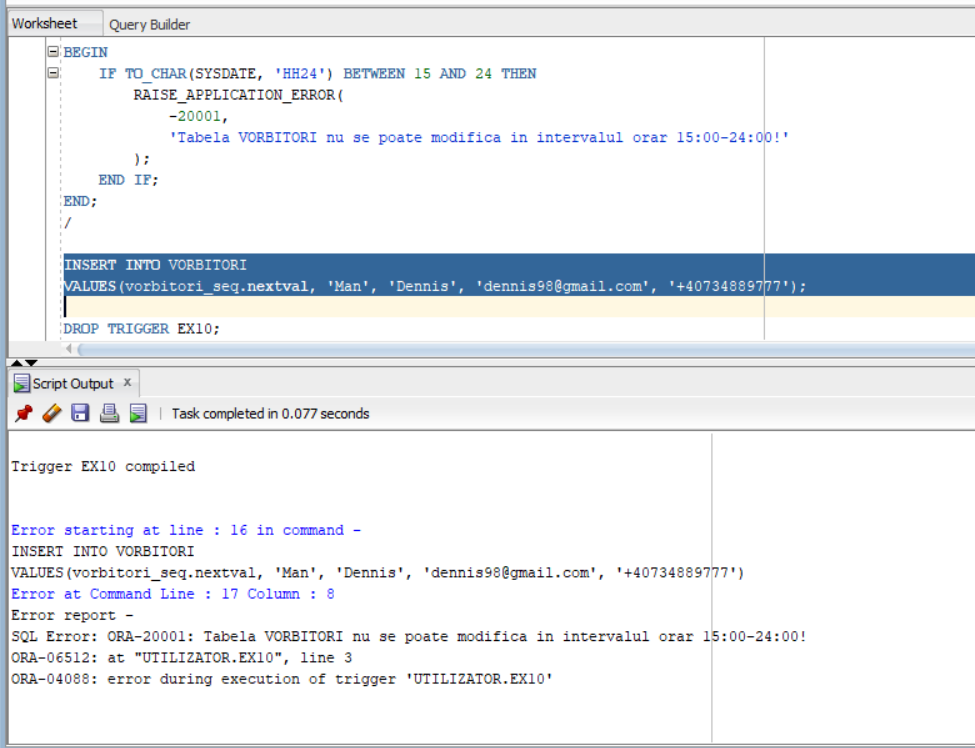 Worksheet Query Builder
BEGIN
IF TO_CHAR(SYSDATE, 'HH24') BETWEEN 15 AND 24 THEN
RAISE_APPLICATION_ERROR(
-20001,
'Tabela VORBITORI nu se poate modifica in intervalul orar 15:00-24:00!'
);
END IF;
END;
/
INSERT INTO VORBITORI
VALUES(vorbitori_seq.nextval, 'Man', 'Dennis', 'dennis98@gmail.com', '+40734889777');
DROP TRIGGER EX10;
Script Output x
Task completed in 0.077 seconds
Trigger EX10 compiled
Error starting at line : 16 in command -
INSERT INTO VORBITORI
VALUES(vorbitori_seq.nextval, 'Man', 'Dennis', 'dennis98@gmail.com', '+40734889777')
Error at Command Line : 17 Column : 8
Error report -
SQL Error: ORA-20001: Tabela VORBITORI nu se poate modifica in intervalul orar 15:00-24:00!
ORA-06512: at "UTILIZATOR.EX10", line 3
ORA-04088: error during execution of trigger 'UTILIZATOR.EX10'